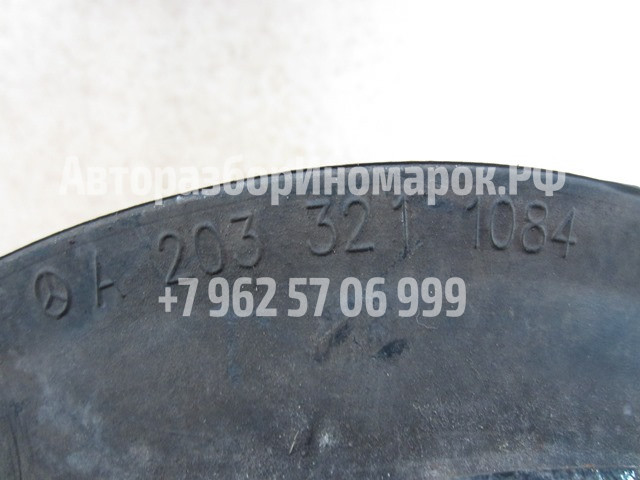 АвторазборИномарок.РФ
A 203 321 1084
+7 962 57 06 999